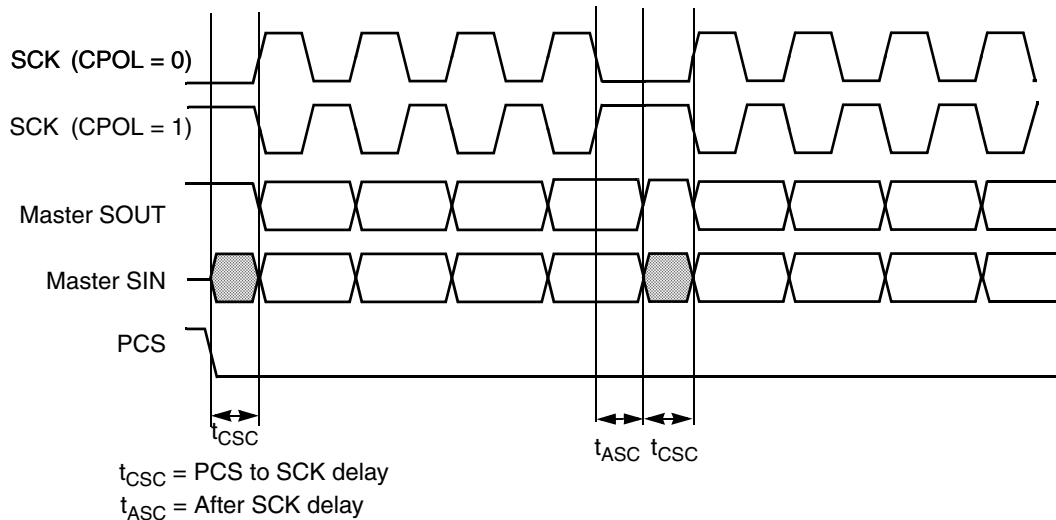 SCK (CPOL = 0)
SCK (CPOL = 1)
Master SOUT
Master SIN
PCS
tCSC
tASC
tCSC
tCSC = PCS to SCK delay
tASC = After SCK delay